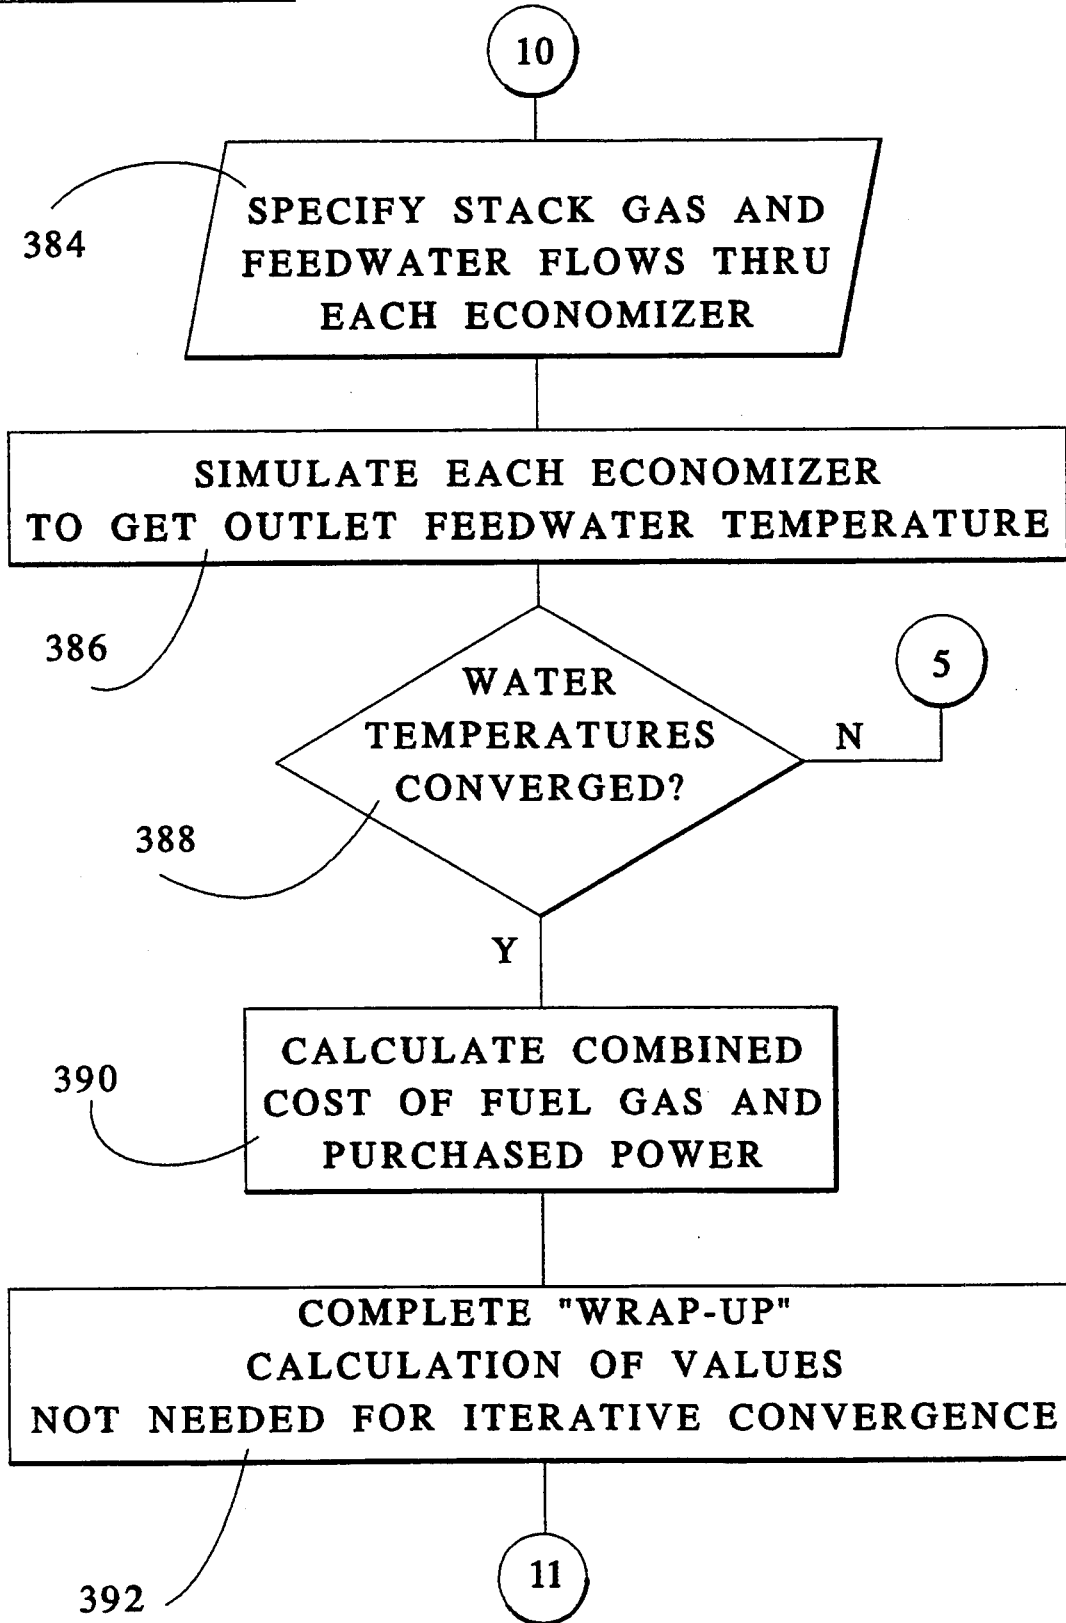 10
384
SPECIFY STACK GAS AND
FEEDWATER FLOWS THRU
EACH ECONOMIZER
SIMULATE EACH ECONOMIZER
TO GET OUTLET FEEDWATER TEMPERATURE
386
WATER
TEMPERATURES
CONVERGED?
N
5
388
Y
390
CALCULATE COMBINED
COST OF FUEL GAS AND
PURCHASED POWER
COMPLETE "WRAP-UP"
CALCULATION OF VALUES
NOT NEEDED FOR ITERATIVE CONVERGENCE
392
11